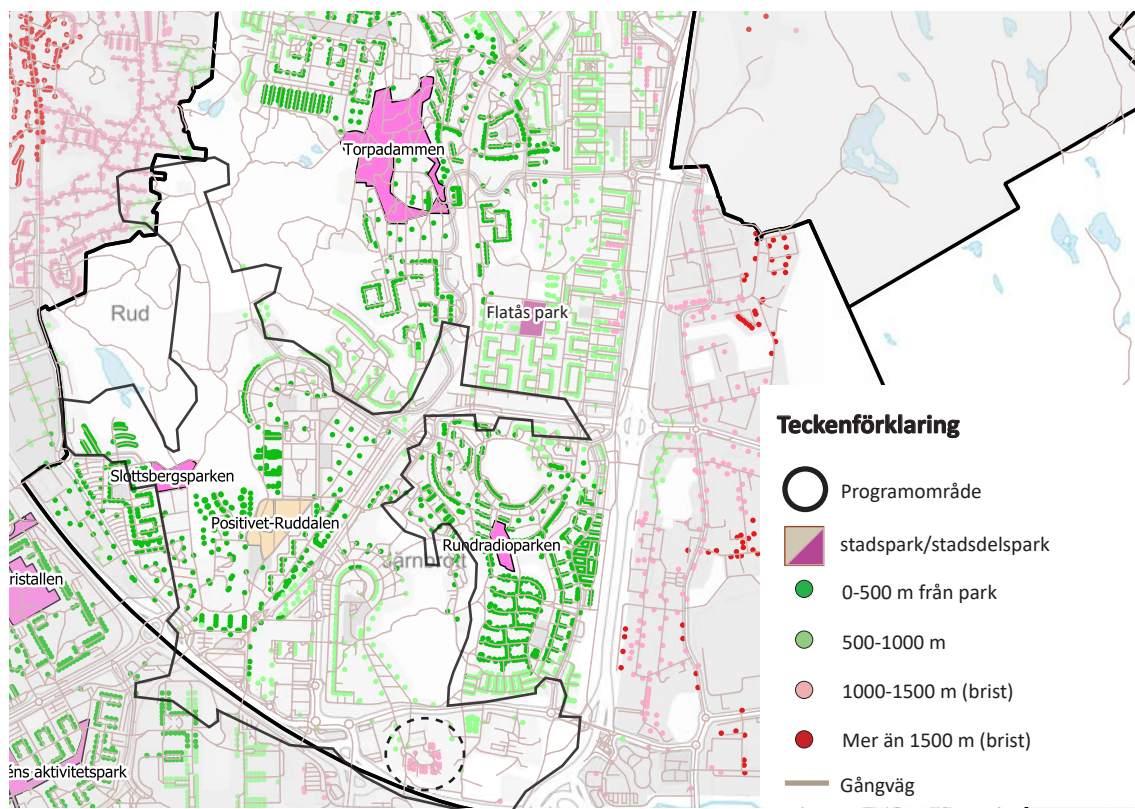 Torpadammen
Rud
Flatås park
Slottsbergsparken
Positivet-Ruddalen
Rundradioparken
Järnbrott
ristallen
ens aktivitetspark
Teckenförklaring
Programområde
stadspark/stadsdelspark
0-500 m från park
500-1000 m
1000-1500 m (brist)
Mer än 1500 m (brist)
Gångväg